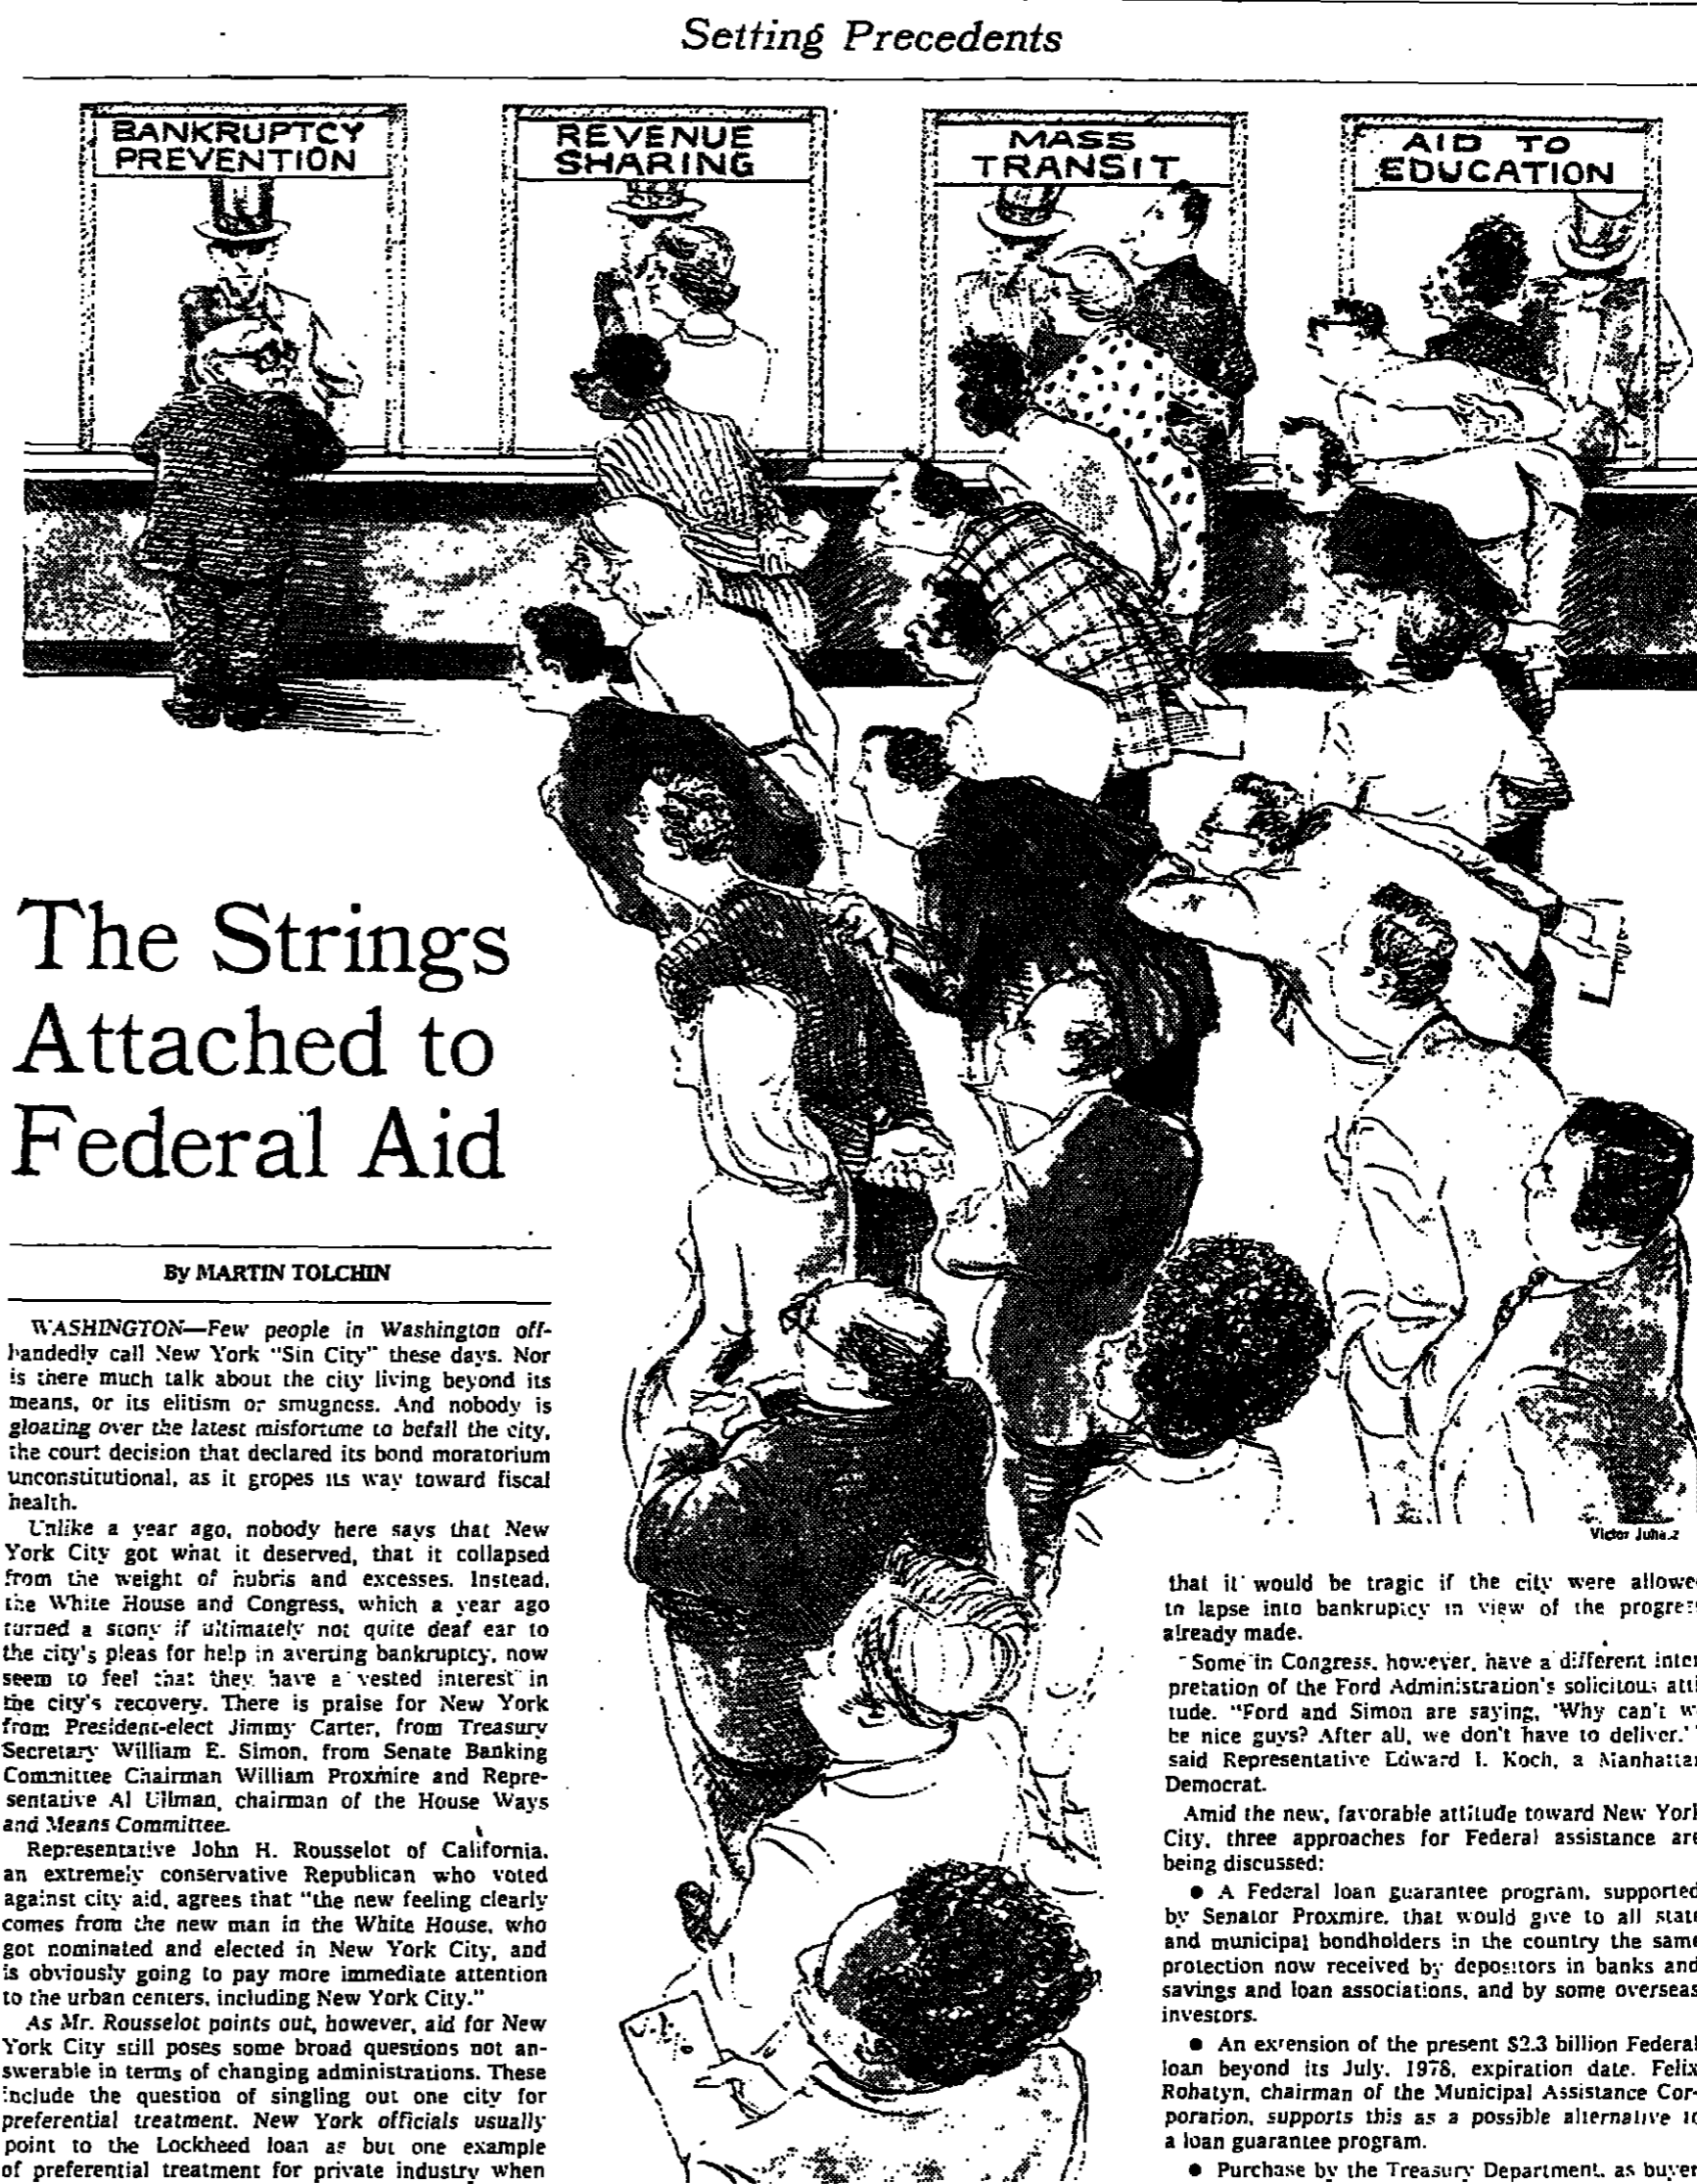 Setting Precedents
BANKRUPTCY
PREVENTION
REVENUE
SHARING
MASS
TRANSIT
AID TO
EDUCATION
The Strings
Attached to
Federal Aid
By MARTIN TOLCHIN
WASHINGTON—Few people in Washington off-
handedly call New York "Sin City" these days. Nor
is there much talk about the city living beyond its
means, or its elitism or smugness. And nobody is
gloating over the latest misfortune to befall the city,
the court decision that declared its bond moratorium
unconstitutional, as it gropes its way toward fiscal
health.
Unlike a year ago, nobody here says that New
York City got what it deserved, that it collapsed
from the weight of hubris and excesses. Instead,
the White House and Congress, which a year ago
turned a stony if ultimately not quite deaf ear to
the city's pleas for help in averting bankruptcy, now
seem to feel that they have a vested interest in
the city's recovery. There is praise for New York
from President-elect Jimmy Carter, from Treasury
Secretary William E. Simon, from Senate Banking
Committee Chairman William Proxmire and Repre-
sentative Al Ullman, chairman of the House Ways
and Means Committee.
Representative John H. Rousselot of California,
an extremely conservative Republican who voted
against city aid, agrees that "the new feeling clearly
comes from the new man in the White House, who
got nominated and elected in New York City, and
is obviously going to pay more immediate attention
to the urban centers, including New York City."
As Mr. Rousselot points out, however, aid for New
York City still poses some broad questions not an-
swerable in terms of changing administrations. These
include the question of singling out one city for
preferential treatment. New York officials usually
point to the Lockheed loan as but one example
of preferential treatment for private industry when
Victor Juhasz
that it would be tragic if the city were allowe
to lapse into bankruptcy in view of the progres
already made.
Some in Congress, however, have a different inter
pretation of the Ford Administration's solicitous atti
tude. "Ford and Simon are saying, 'Why can't w
be nice guys? After all, we don't have to deliver.'
said Representative Edward I. Koch, a Manhattan
Democrat.
Amid the new, favorable attitude toward New York
City, three approaches for Federal assistance are
being discussed:
● A Federal loan guarantee program, supported
by Senator Proxmire, that would give to all state
and municipal bondholders in the country the same
protection now received by depositors in banks and
savings and loan associations, and by some overseas
investors.
● An extension of the present $2.3 billion Federal
loan beyond its July, 1978, expiration date. Felix
Rohatyn, chairman of the Municipal Assistance Cor-
poration, supports this as a possible alternative to
a loan guarantee program.
● Purchase by the Treasury Department, as buyer